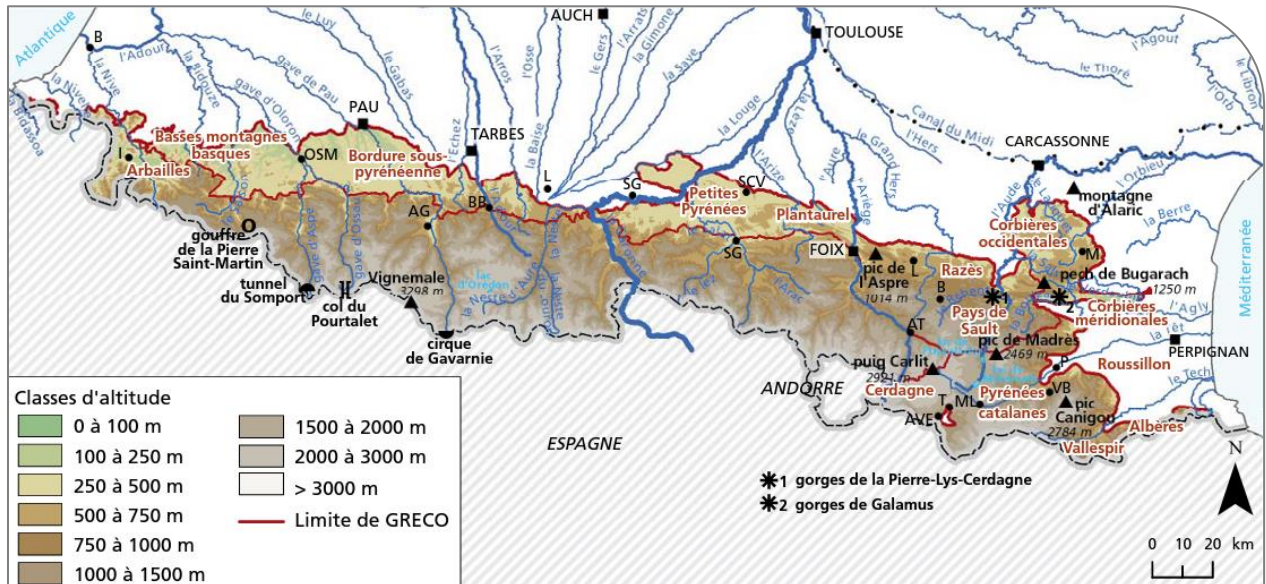 Atlantique
B
l'Adour
la Nive
la Bidouze
gave d'Oloron
gave de Pau
le Luy
le Gabas
l'Arros
l'Osse
la Baïse
AUCH
le Gers
l'Arrats
la Gimone
la Save
TOULOUSE
l'Agout
le Thoré
l'Orb
le Libron
la Nivelle
la Bidassoa
PAU
l'Echez
TARBES
la Louge
la Lèze
l'Arize
l'Hers
le Grand Hers
l'Ariège
Canal du Midi
CARCASSONNE
l'Orbieu
l'Aude
montagne
d'Alaric
la Berre
I
Arbailles
Basses montagnes
basques
OSM
Bordure sous-
pyrénéenne
L
SG
SCV
Petites
Pyrénées
Plantaurel
Corbières
occidentales
M
AG
BB
gouffre
de la Pierre
Saint-Martin
gave d'Aspe
gave d'Ossau
SG
FOIX
pic de
l'Aspre
1014 m
L
Razès
pech de Bugarach
1250 m
tunnel
du Somport
col du
Pourtalet
Vignemale
3298 m
lac
d'Orédon
la Garonne
B
Pays de
Sault
1
2
Corbières
méridionales
l'Agly
Méditerranée
cirque
de Gavarnie
AT
pic de Madrès
2469 m
la Têt
PERPIGNAN
puig Carlit
2921 m
P
Roussillon
le Tech
ANDORRE
Cerdagne
T
ML
Pyrénées
catalanes
VB
pic
Canigou
2784 m
AVE
Albères
Vallespir
ESPAGNE
Classes d'altitude
0 à 100 m
100 à 250 m
250 à 500 m
500 à 750 m
750 à 1000 m
1000 à 1500 m
1500 à 2000 m
2000 à 3000 m
> 3000 m
Limite de GRECO
1 gorges de la Pierre-Lys-Cerdagne
2 gorges de Galamus
N
0 10 20 km